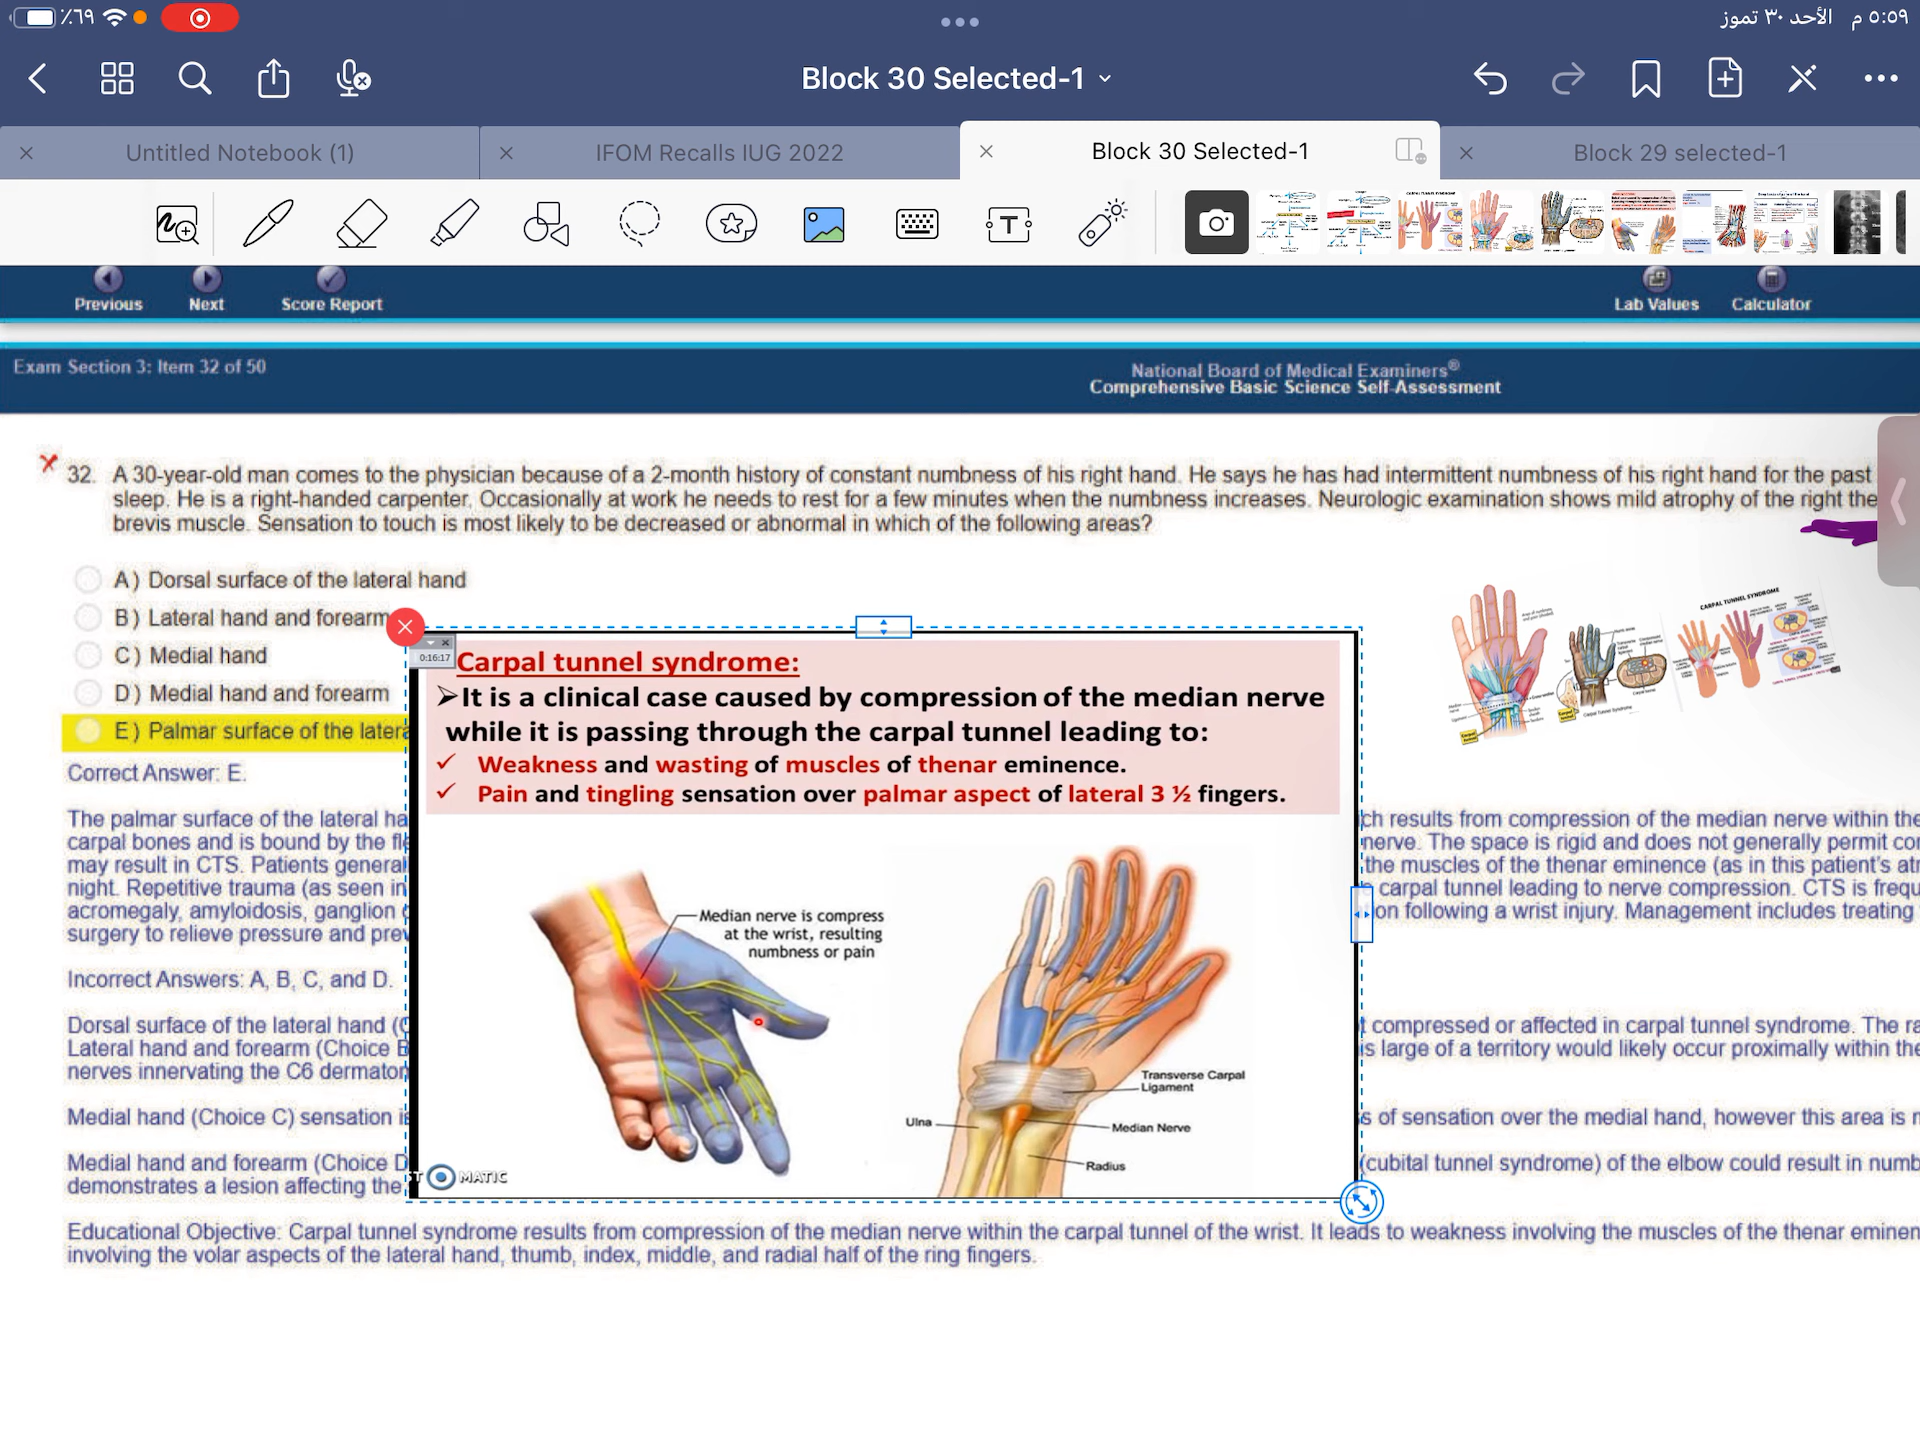 ٪٦٩
الأحد ٣٠ تموز ٥:٥٩ م
Block 30 Selected-1
Untitled Notebook (1)
IFOM Recalls IUG 2022
Block 30 Selected-1
Block 29 selected-1
Previous
Next
Score Report
Lab Values
Calculator
Exam Section 3: Item 32 of 50
National Board of Medical Examiners®
Comprehensive Basic Science Self-Assessment
32. A 30-year-old man comes to the physician because of a 2-month history of constant numbness of his right hand. He says he has had intermittent numbness of his right hand for the past
sleep. He is a right-handed carpenter. Occasionally at work he needs to rest for a few minutes when the numbness increases. Neurologic examination shows mild atrophy of the right the
brevis muscle. Sensation to touch is most likely to be decreased or abnormal in which of the following areas?
A) Dorsal surface of the lateral hand
B) Lateral hand and forearm
C) Medial hand
D) Medial hand and forearm
E) Palmar surface of the latera
Correct Answer: E.
The palmar surface of the lateral ha
carpal bones and is bound by the fle
may result in CTS. Patients general
night. Repetitive trauma (as seen in
acromegaly, amyloidosis, ganglion
surgery to relieve pressure and prev
Incorrect Answers: A, B, C, and D.
Dorsal surface of the lateral hand (C
Lateral hand and forearm (Choice B
nerves innervating the C6 dermaton
Medial hand (Choice C) sensation is
Medial hand and forearm (Choice D
demonstrates a lesion affecting the
Educational Objective: Carpal tunnel syndrome results from compression of the median nerve within the carpal tunnel of the wrist. It leads to weakness involving the muscles of the thenar eminen
involving the volar aspects of the lateral hand, thumb, index, middle, and radial half of the ring fingers.
0:16:17
Carpal tunnel syndrome:
➢It is a clinical case caused by compression of the median nerve
while it is passing through the carpal tunnel leading to:
✓ Weakness and wasting of muscles of thenar eminence.
✓ Pain and tingling sensation over palmar aspect of lateral 3 ½ fingers.
Median nerve is compress
at the wrist, resulting
numbness or pain
Transverse Carpal
Ligament
Ulna
Median Nerve
Radius
T MATIC
ch results from compression of the median nerve within the
nerve. The space is rigid and does not generally permit con
the muscles of the thenar eminence (as in this patient's atr
carpal tunnel leading to nerve compression. CTS is frequ
on following a wrist injury. Management includes treating
t compressed or affected in carpal tunnel syndrome. The ra
s large of a territory would likely occur proximally within the
s of sensation over the medial hand, however this area is n
(cubital tunnel syndrome) of the elbow could result in numb
CARPAL TUNNEL SYNDROME
Carpal Tunnel Syndrome